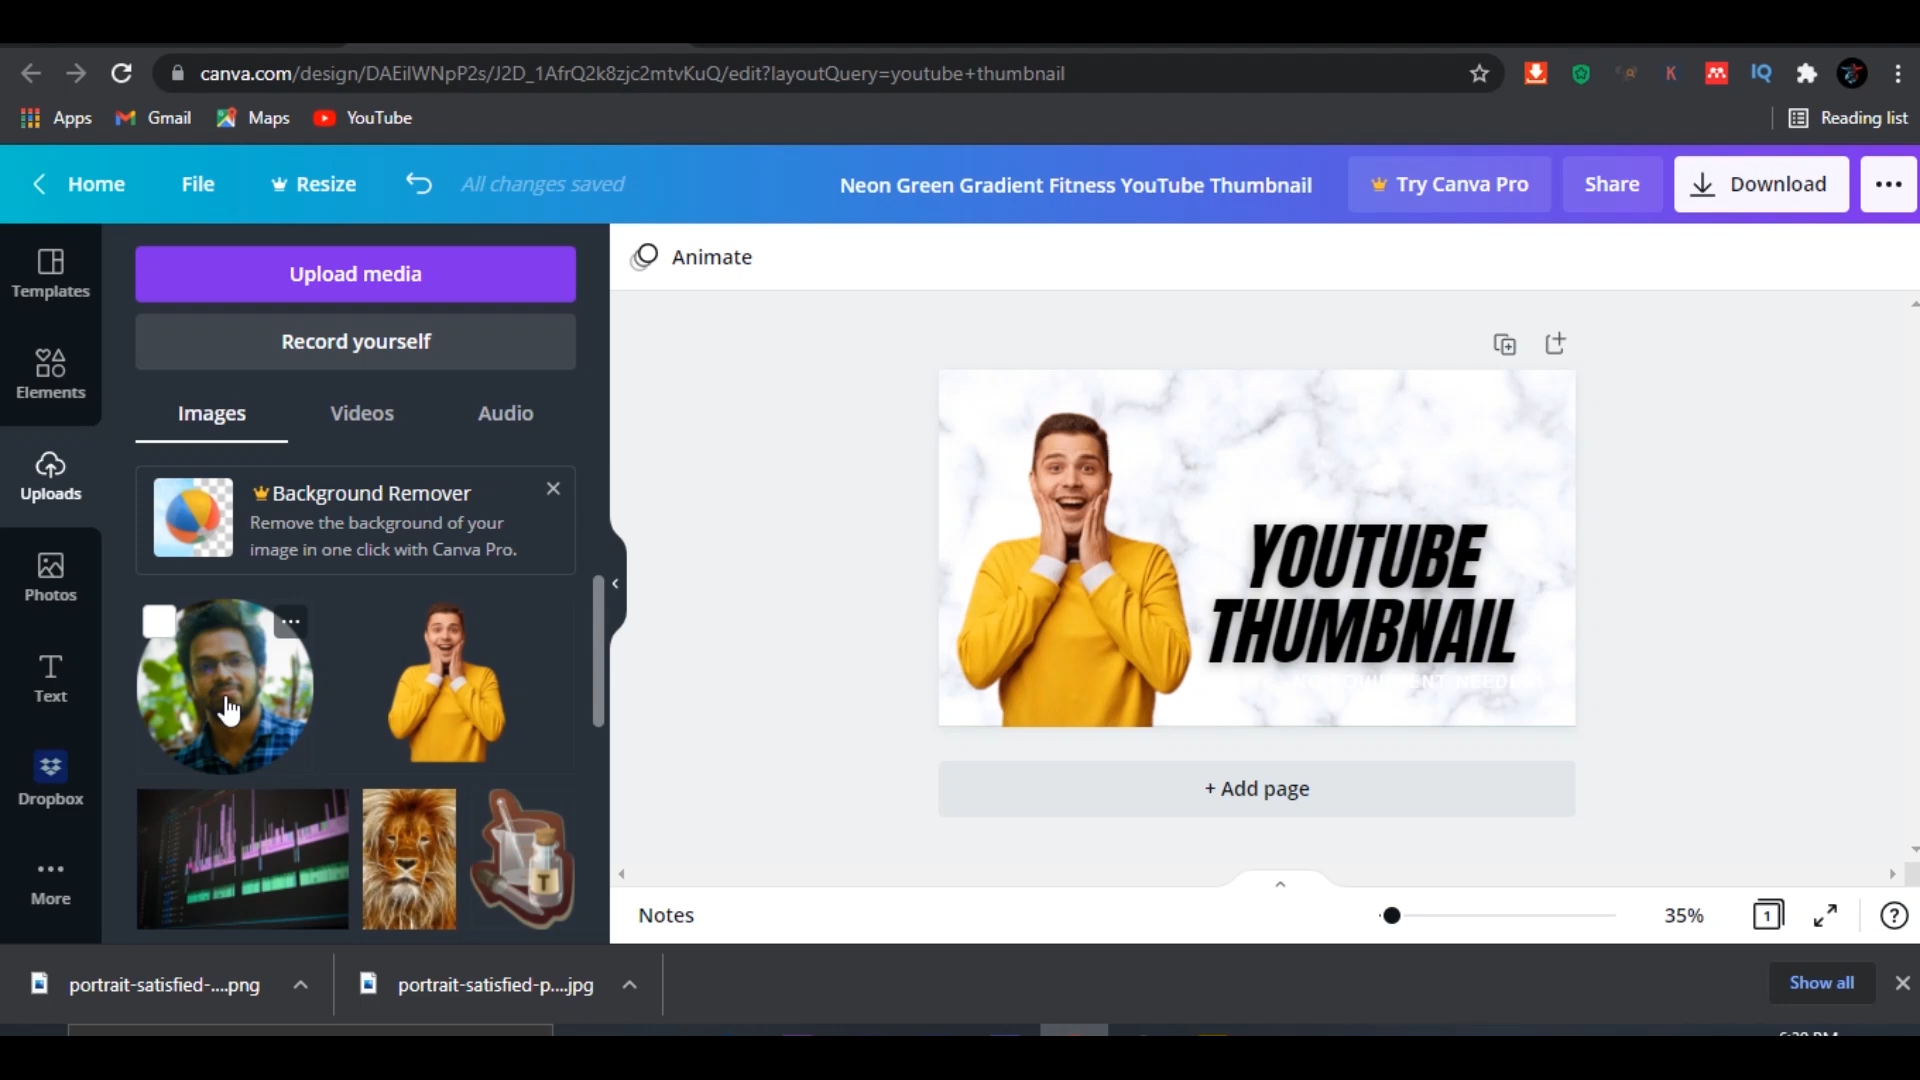 canva.com/design/DAEilWNpP2s/J2D_1AfrQ2k8zjc2mtvKuQ/edit?layoutQuery=youtube+thumbnail
K
IQ
Apps
Gmail
Maps
YouTube
Reading list
Home
File
Resize
All changes saved
Neon Green Gradient Fitness YouTube Thumbnail
Try Canva Pro
Share
Download
Templates
Elements
Uploads
Photos
Text
Dropbox
More
Upload media
Record yourself
Images
Videos
Audio
Background Remover
Remove the background of your
image in one click with Canva Pro.
T
Animate
YOUTUBE
THUMBNAIL
+ Add page
Notes
35%
1
portrait-satisfied-....png
portrait-satisfied-p....jpg
Show all